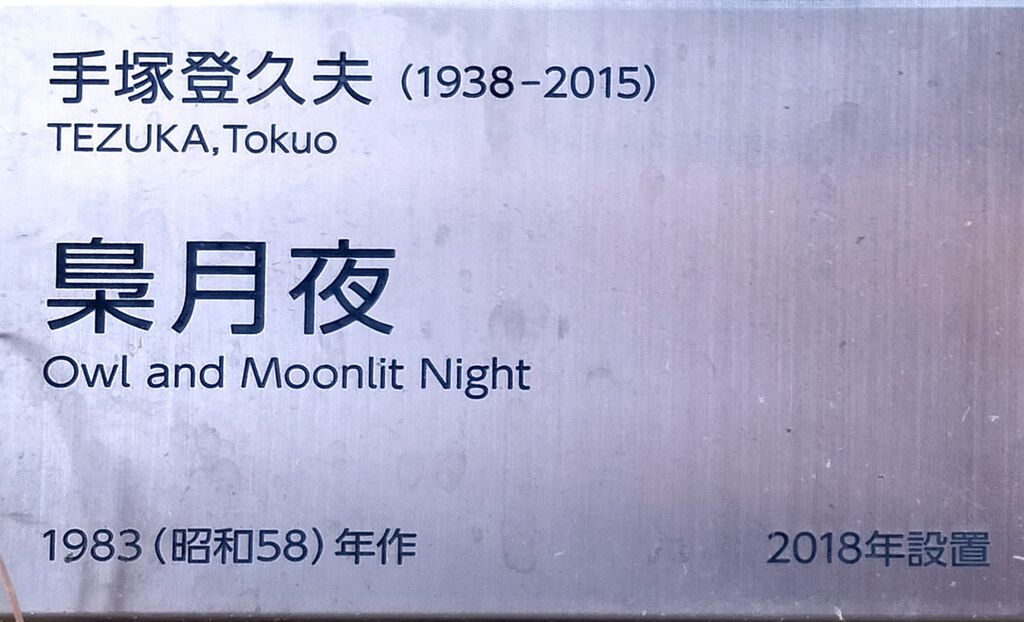 手塚登久夫 (1938-2015)
TEZUKA, Tokuo
梟月夜
Owl and Moonlit Night
1983 (昭和58) 年作
2018年設置